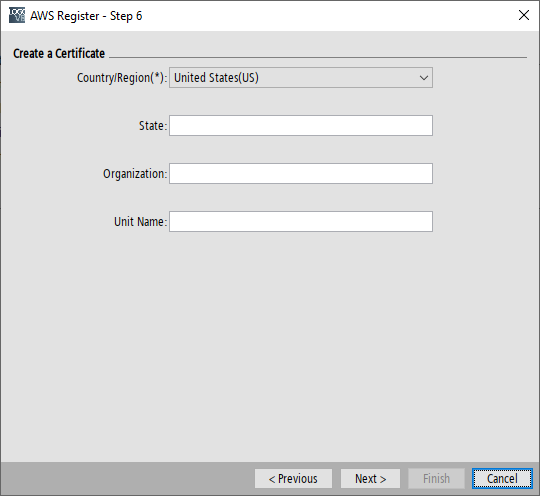 AWS Register - Step 6
Create a Certificate
Country/Region(*): United States(US)
State:
Organization:
Unit Name:
< Previous Next > Finish Cancel